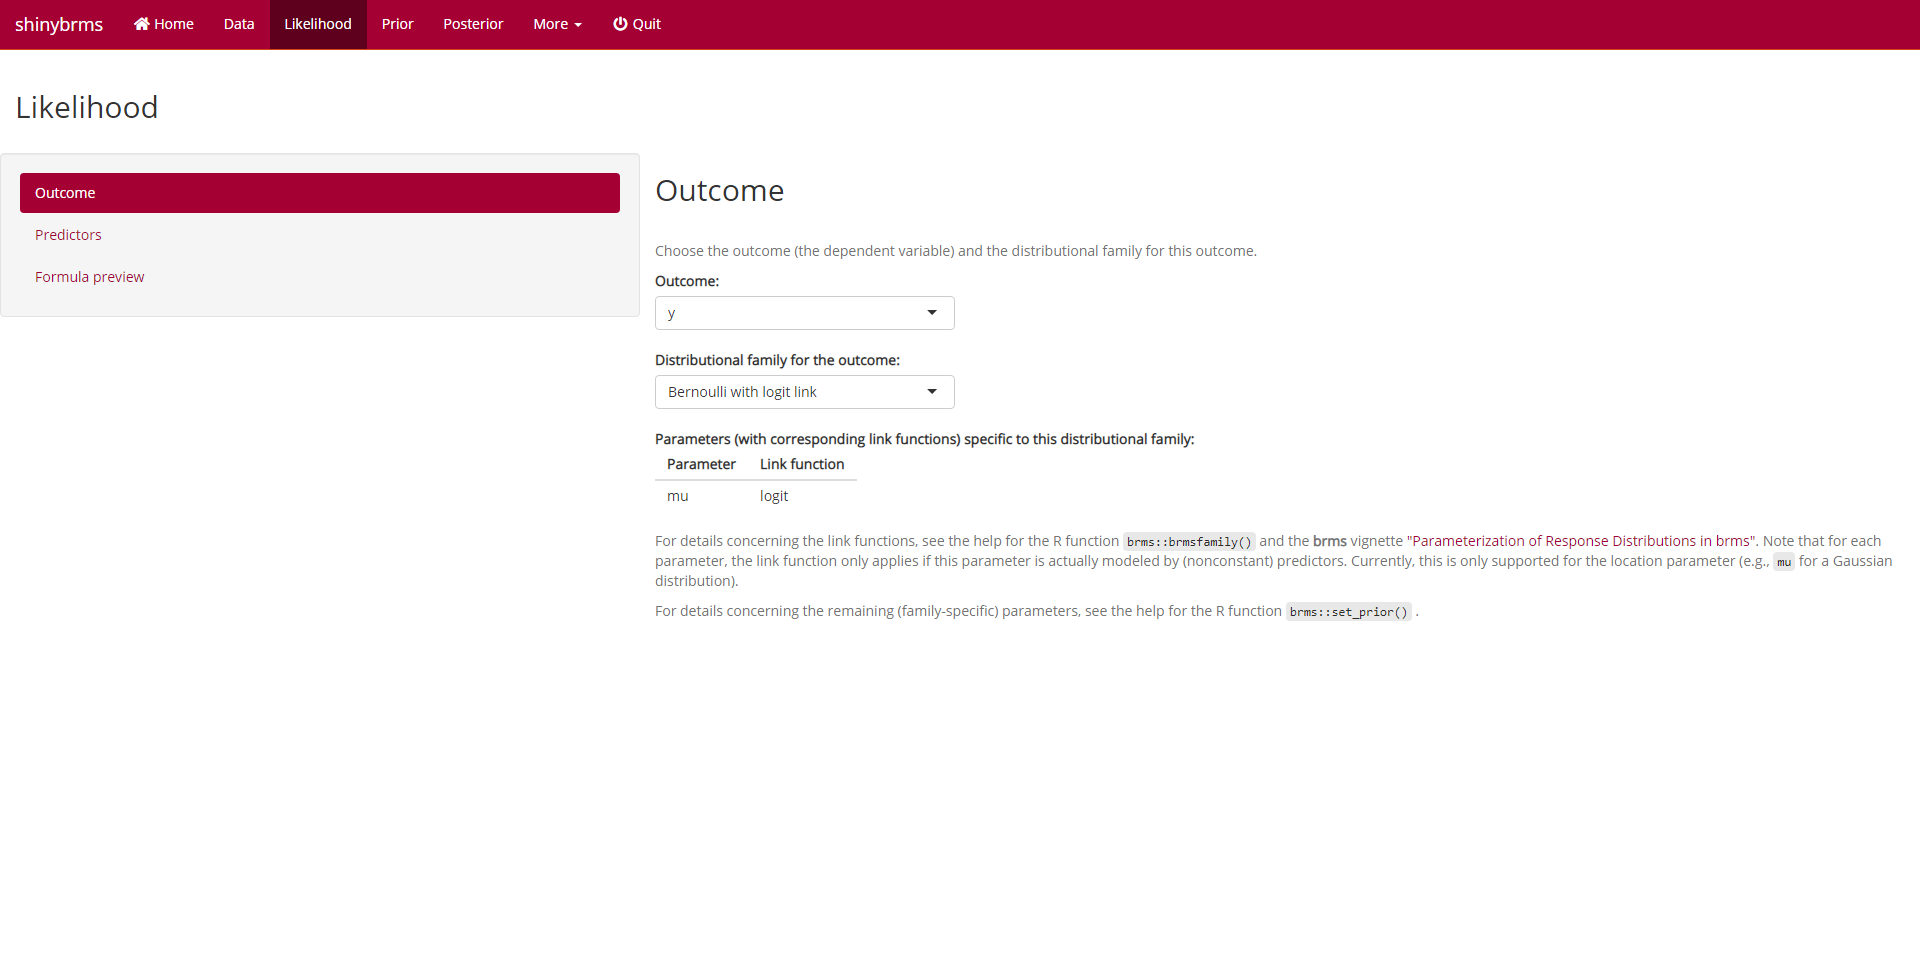 shinybrms Home Data Likelihood Prior Posterior More Quit
Likelihood
Outcome
Predictors
Formula preview
Outcome
Choose the outcome (the dependent variable) and the distributional family for this outcome.
Outcome:
y
Distributional family for the outcome:
Bernoulli with logit link
Parameters (with corresponding link functions) specific to this distributional family:
Parameter Link function
mu logit
For details concerning the link functions, see the help for the R function brms::brmsfamily() and the brms vignette "Parameterization of Response Distributions in brms". Note that for each
parameter, the link function only applies if this parameter is actually modeled by (nonconstant) predictors. Currently, this is only supported for the location parameter (e.g., mu for a Gaussian
distribution).
For details concerning the remaining (family-specific) parameters, see the help for the R function brms::set_prior() .